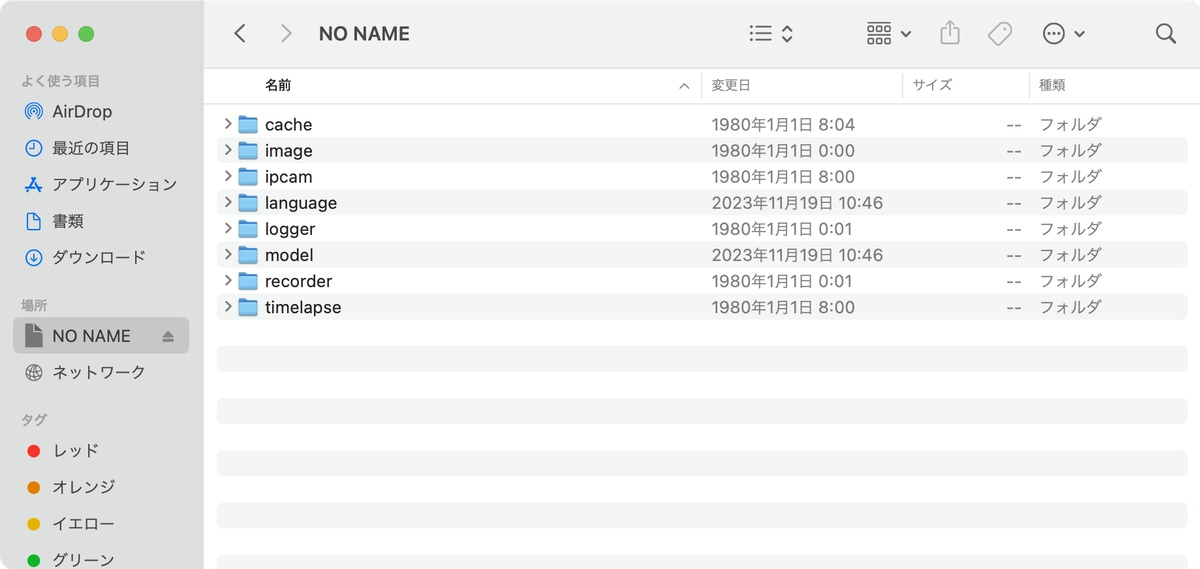 NO NAME
よく使う項目
AirDrop
最近の項目
アプリケーション
書類
ダウンロード
場所
NO NAME
ネットワーク
タグ
レッド
オレンジ
イエロー
グリーン
名前 変更日 サイズ 種類
cache 1980年1月1日 8:04 -- フォルダ
image 1980年1月1日 0:00 -- フォルダ
ipcam 1980年1月1日 8:00 -- フォルダ
language 2023年11月19日 10:46 -- フォルダ
logger 1980年1月1日 0:01 -- フォルダ
model 2023年11月19日 10:46 -- フォルダ
recorder 1980年1月1日 0:01 -- フォルダ
timelapse 1980年1月1日 8:00 -- フォルダ